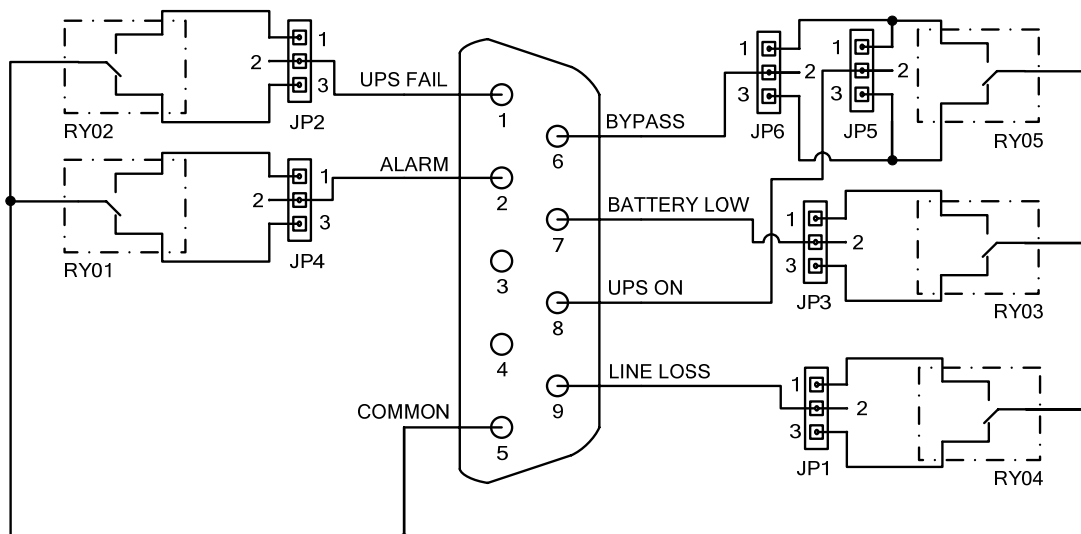 1
2
3
JP2
RY02
UPS FAIL
1
2
3
JP4
RY01
ALARM
COMMON
1
2
3
4
5
6
7
8
9
BYPASS
BATTERY LOW
UPS ON
LINE LOSS
1
2
3
JP6
1
2
3
JP5
RY05
1
2
3
JP3
RY03
1
2
3
JP1
RY04